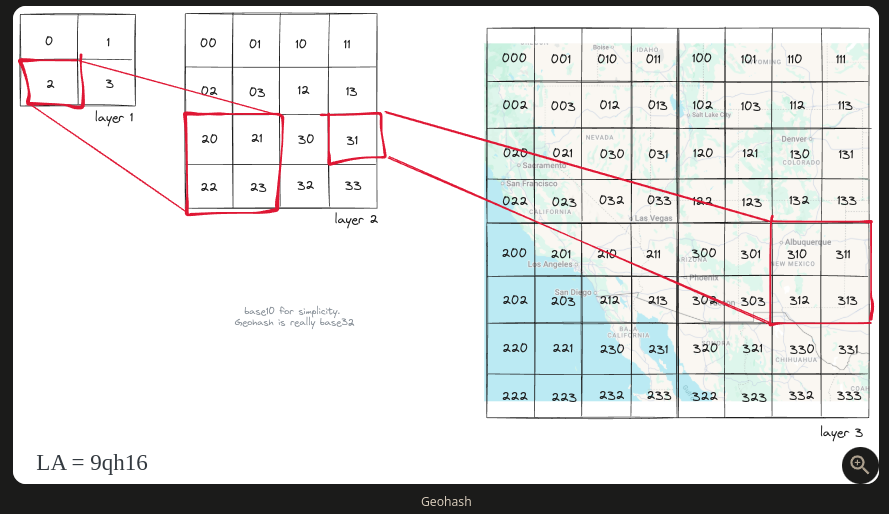 0 1
2 3
layer 1
00 01 10 11
02 03 12 13
20 21 30 31
22 23 32 33
layer 2
base10 for simplicity.
Geohash is really base32
Boise
IDAHO
000 001 010 011 100 101 110 111
002 003 012 013 102 103 112 113
Salt Lake City
NEVADA
Denver
020 021 030 031 120 121 130 131
Sacramento
COLORADO
San Francisco
022 023 032 033 122 123 132 133
CALIFORNIA
Las Vegas
Albuquerque
200 201 210 211 300 301 310 311
Los Angeles
ARIZONA
NEW MEXICO
Phoenix
San Diego
202 203 212 213 302 303 312 313
BAJA
CALIFORNIA
220 221 230 231 320 321 330 331
SONORA
CHIHUAHUA
222 223 232 233 322 323 332 333
layer 3
LA = 9qh16
Geohash